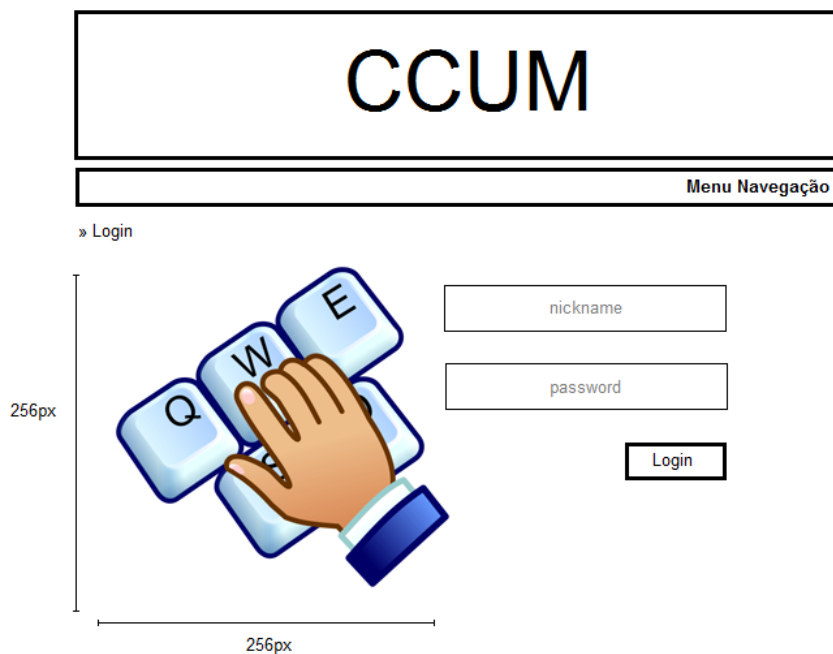 CCUM
Menu Navegação
» Login
E
W
Q
nickname
password
256px
Login
256px